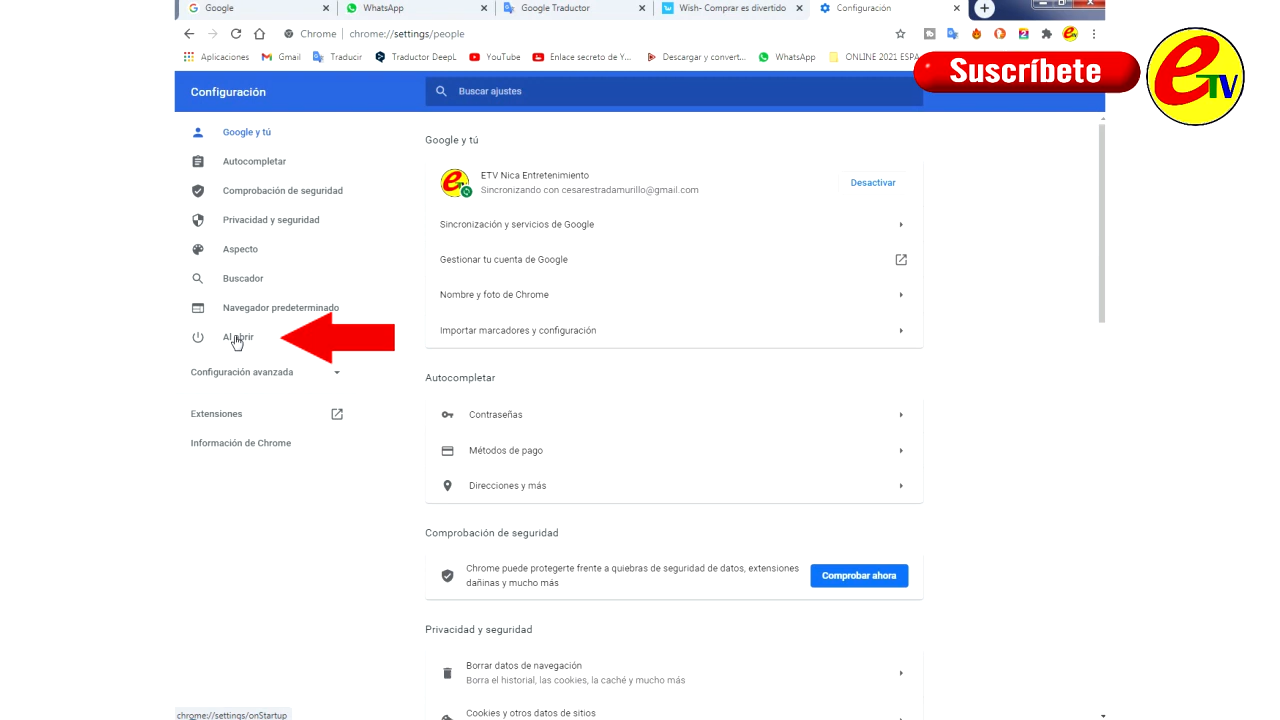 Google
WhatsApp
Google Traductor
Wish- Comprar es divertido
Configuración
Chrome
chrome://settings/people
Aplicaciones
Gmail
Traducir
Traductor DeepL
YouTube
Enlace secreto de Y...
Descargar y convert...
WhatsApp
ONLINE 2021 ESPA
Suscríbete
eTV
Configuración
Buscar ajustes
Google y tú
Autocompletar
Comprobación de seguridad
Privacidad y seguridad
Aspecto
Buscador
Navegador predeterminado
Al abrir
Configuración avanzada
Extensiones
Información de Chrome
Google y tú
ETV Nica Entretenimiento
Sincronizando con cesarestradamurillo@gmail.com
Desactivar
Sincronización y servicios de Google
Gestionar tu cuenta de Google
Nombre y foto de Chrome
Importar marcadores y configuración
Autocompletar
Contraseñas
Métodos de pago
Direcciones y más
Comprobación de seguridad
Chrome puede protegerte frente a quiebras de seguridad de datos, extensiones
dañinas y mucho más
Comprobar ahora
Privacidad y seguridad
Borrar datos de navegación
Borra el historial, las cookies, la caché y mucho más
Cookies y otros datos de sitios
chrome://settings/onStartup